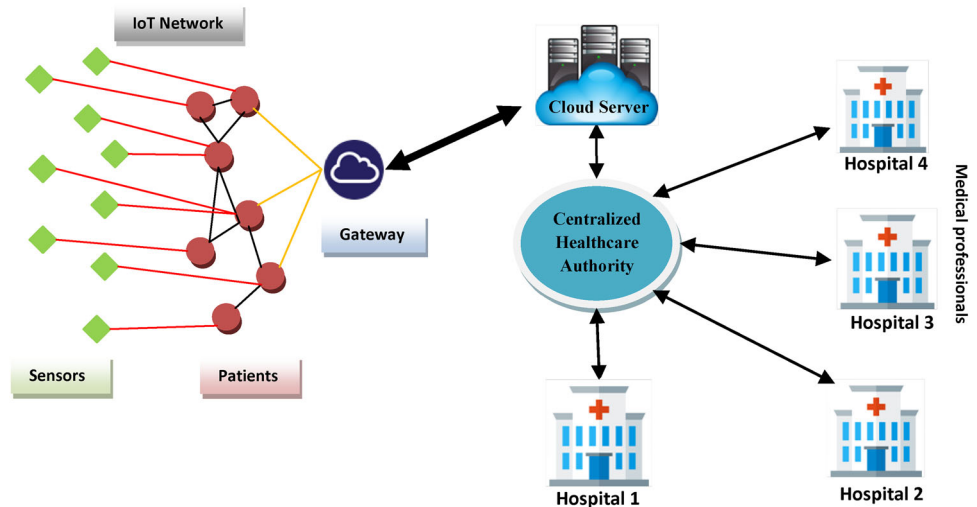 IoT Network
Cloud Server
Hospital 4
Medical professionals
Centralized
Healthcare
Authority
Gateway
Hospital 3
Sensors
Patients
Hospital 1
Hospital 2